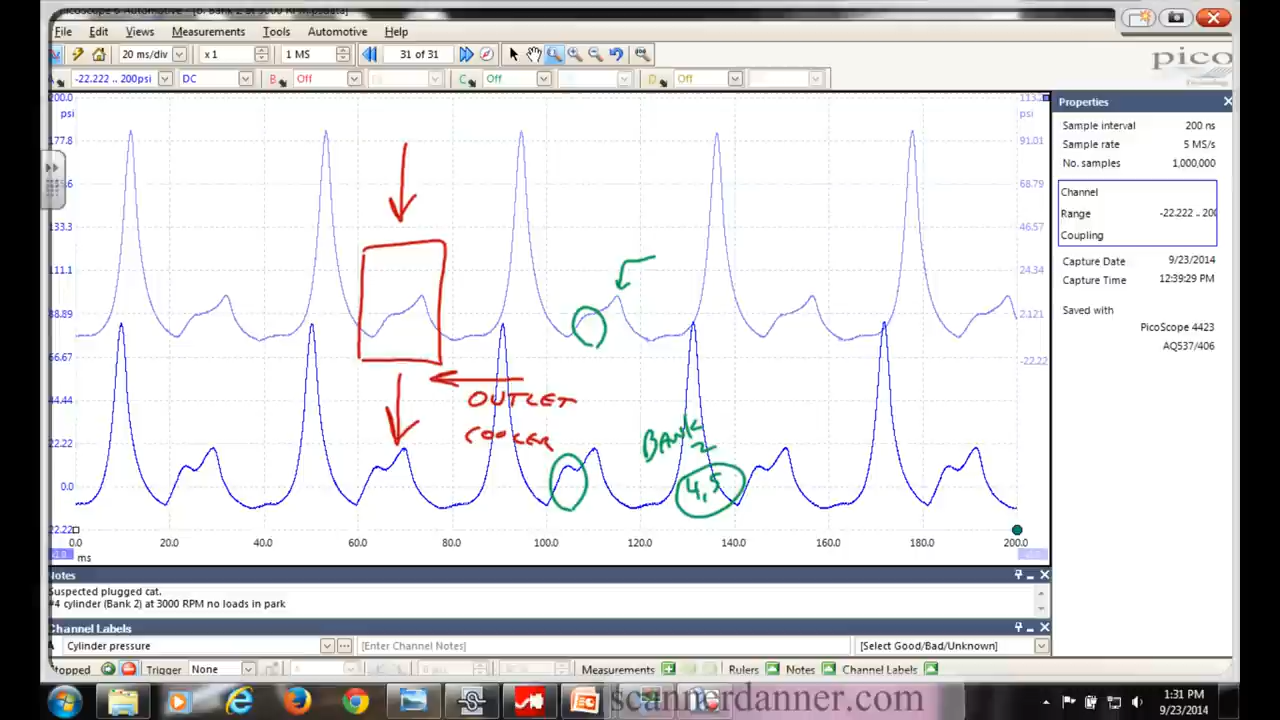 File Edit Views Measurements Tools Automotive Help
20 ms/div x 1 1 MS 31 of 31
-22.222 .. 200psi DC B Off C Off D Off
pico
Technology
200.0
psi
177.8
133.3
111.1
88.89
66.67
44.44
22.22
0.0
22.22
113.
psi
91.01
68.79
46.57
24.34
2.121
-22.22
OUTLET
COOLER
BANK
2
4,5
0.0 20.0 40.0 60.0 80.0 100.0 120.0 140.0 160.0 180.0 200.0
ms
Properties
Sample interval 200 ns
Sample rate 5 MS/s
No. samples 1,000,000
Channel
Range -22.222 .. 200
Coupling
Capture Date 9/23/2014
Capture Time 12:39:29 PM
Saved with
PicoScope 4423
AQ537/406
Notes
Suspected plugged cat.
#4 cylinder (Bank 2) at 3000 RPM no loads in park
Channel Labels
A Cylinder pressure [Enter Channel Notes] [Select Good/Bad/Unknown]
topped Trigger None Measurements Rulers Notes Channel Labels
scannerdanner.com
1:31 PM
9/23/2014